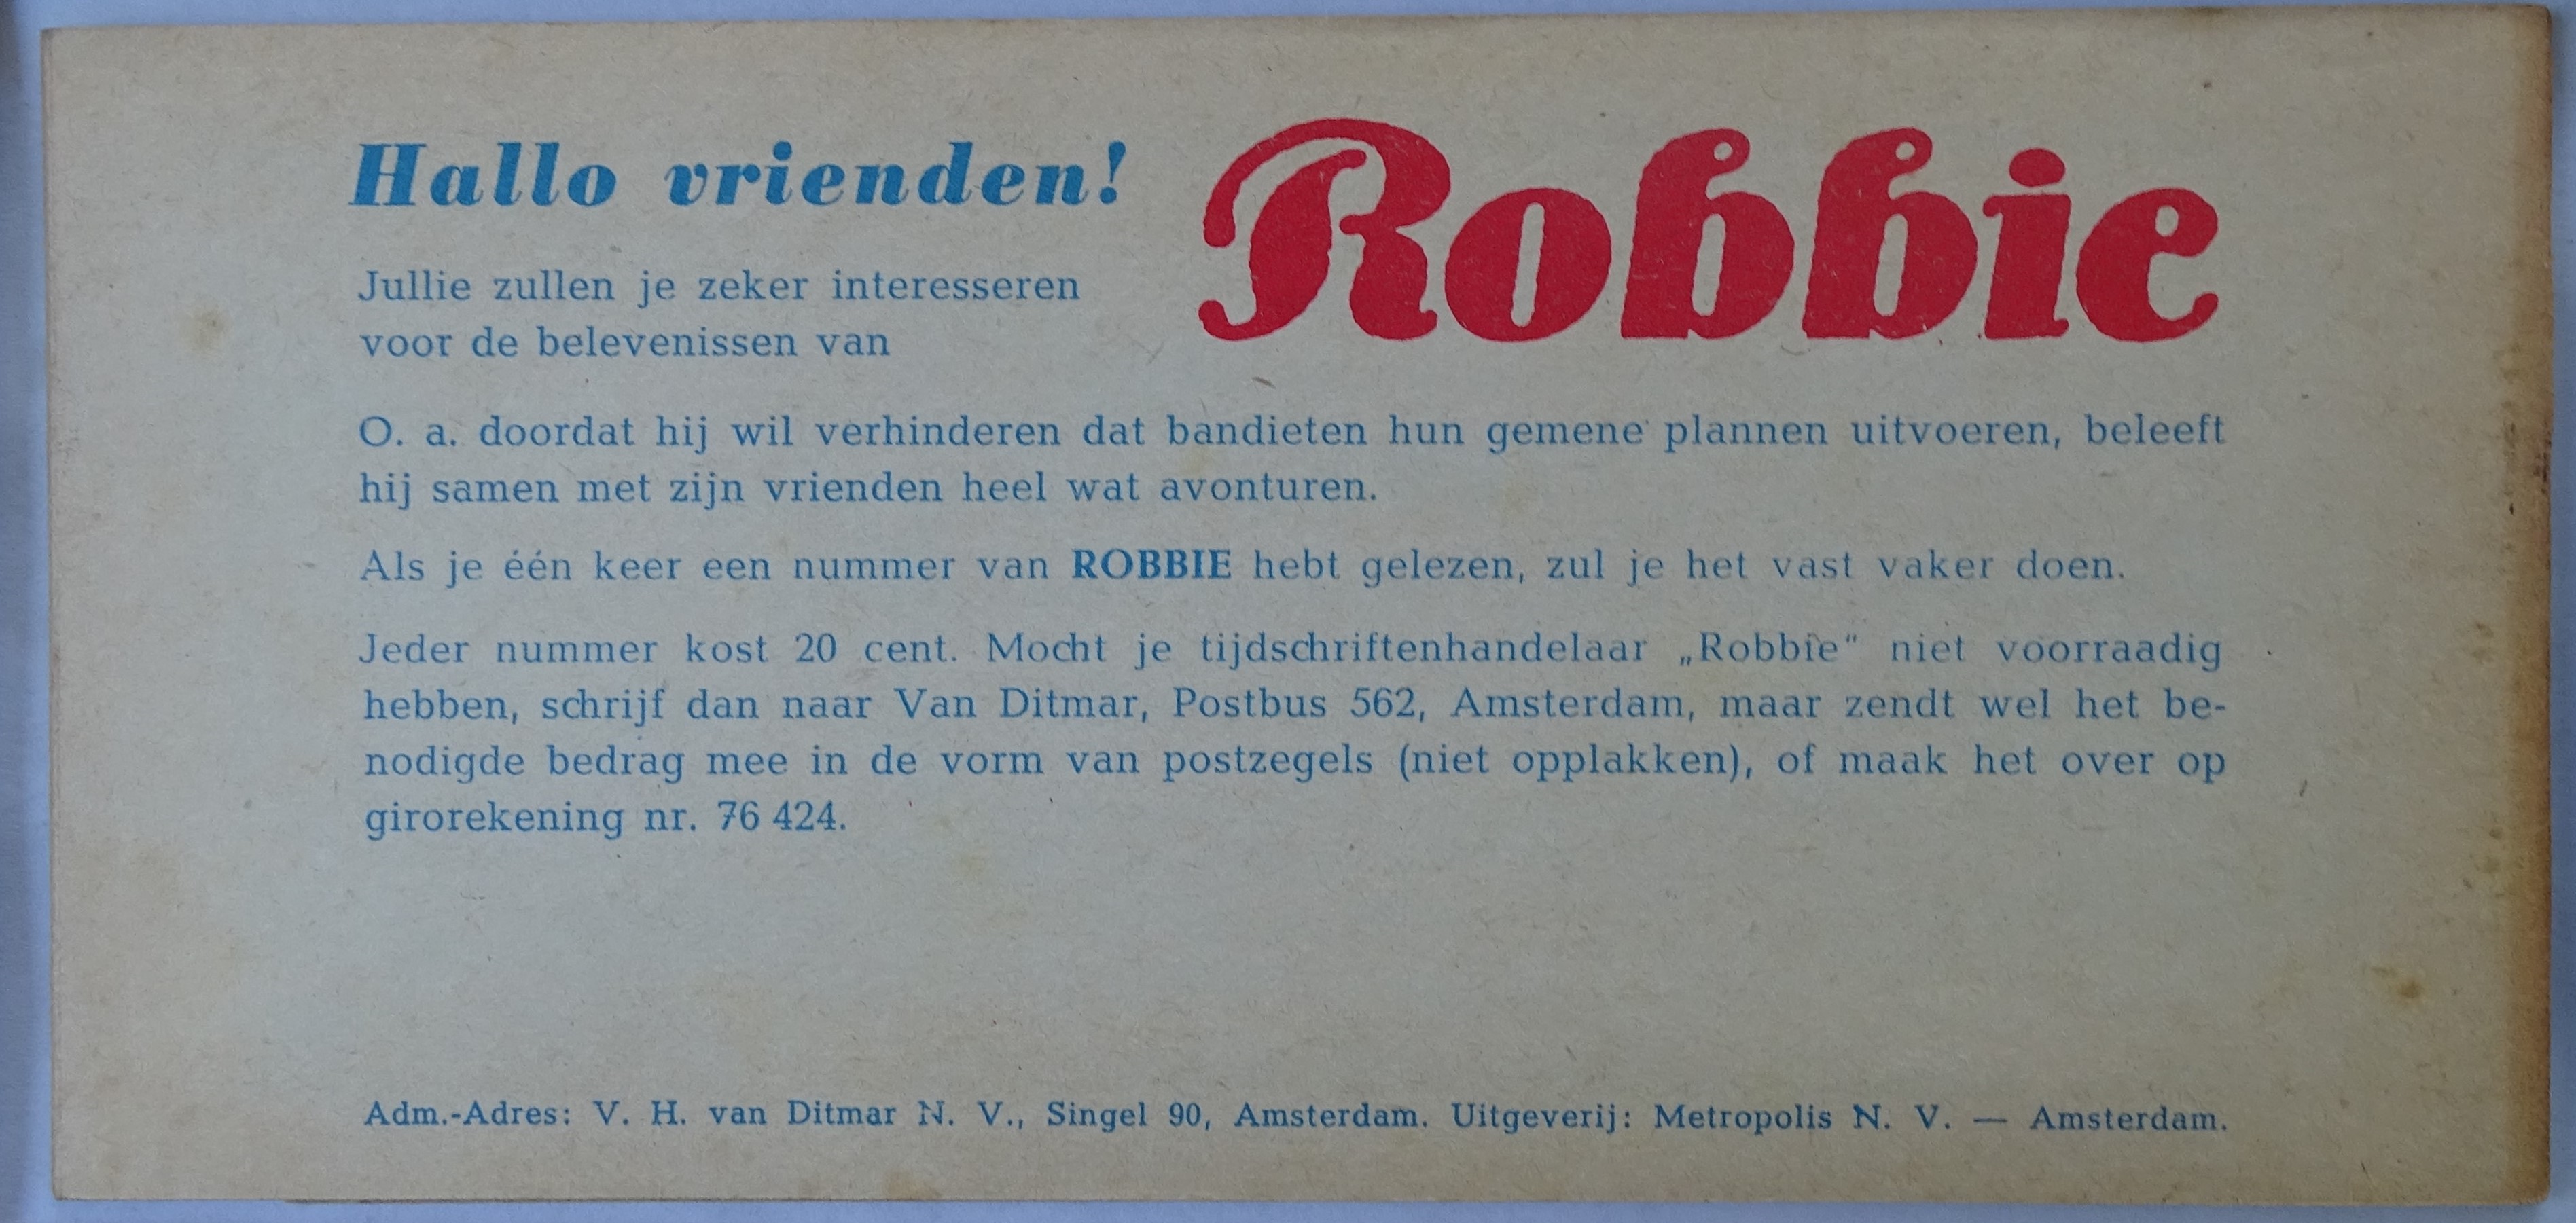 Hallo vrienden!
Jullie zullen je zeker interesseren
voor de belevenissen van
Robbie
O. a. doordat hij wil verhinderen dat bandieten hun gemene plannen uitvoeren, beleeft
hij samen met zijn vrienden heel wat avonturen.
Als je één keer een nummer van ROBBIE hebt gelezen, zul je het vast vaker doen.
Jeder nummer kost 20 cent. Mocht je tijdschriftenhandelaar „Robbie“ niet voorraadig
hebben, schrijf dan naar Van Ditmar, Postbus 562, Amsterdam, maar zendt wel het be-
nodigde bedrag mee in de vorm van postzegels (niet opplakken), of maak het over op
girorekening nr. 76 424.
Adm.-Adres: V. H. van Ditmar N. V., Singel 90, Amsterdam. Uitgeverij: Metropolis N. V. — Amsterdam.